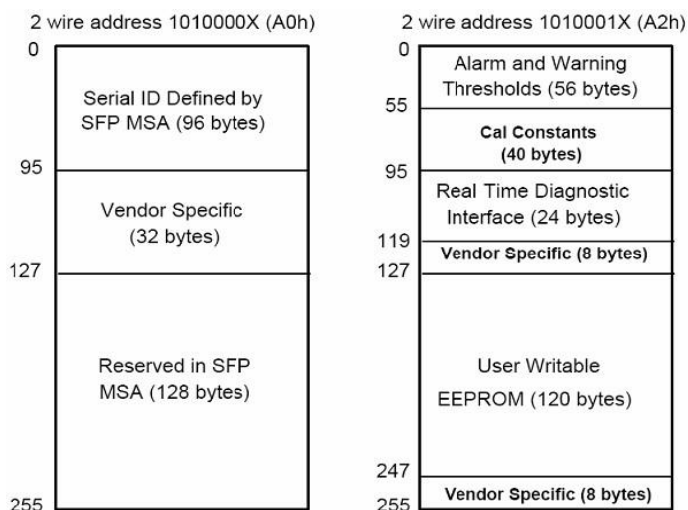 2 wire address 1010000X (A0h)
0
Serial ID Defined by
SFP MSA (96 bytes)
95
Vendor Specific
(32 bytes)
127
Reserved in SFP
MSA (128 bytes)
255
2 wire address 1010001X (A2h)
0
Alarm and Warning
Thresholds (56 bytes)
55
Cal Constants
(40 bytes)
95
Real Time Diagnostic
Interface (24 bytes)
119
Vendor Specific (8 bytes)
127
User Writable
EEPROM (120 bytes)
247
Vendor Specific (8 bytes)
255